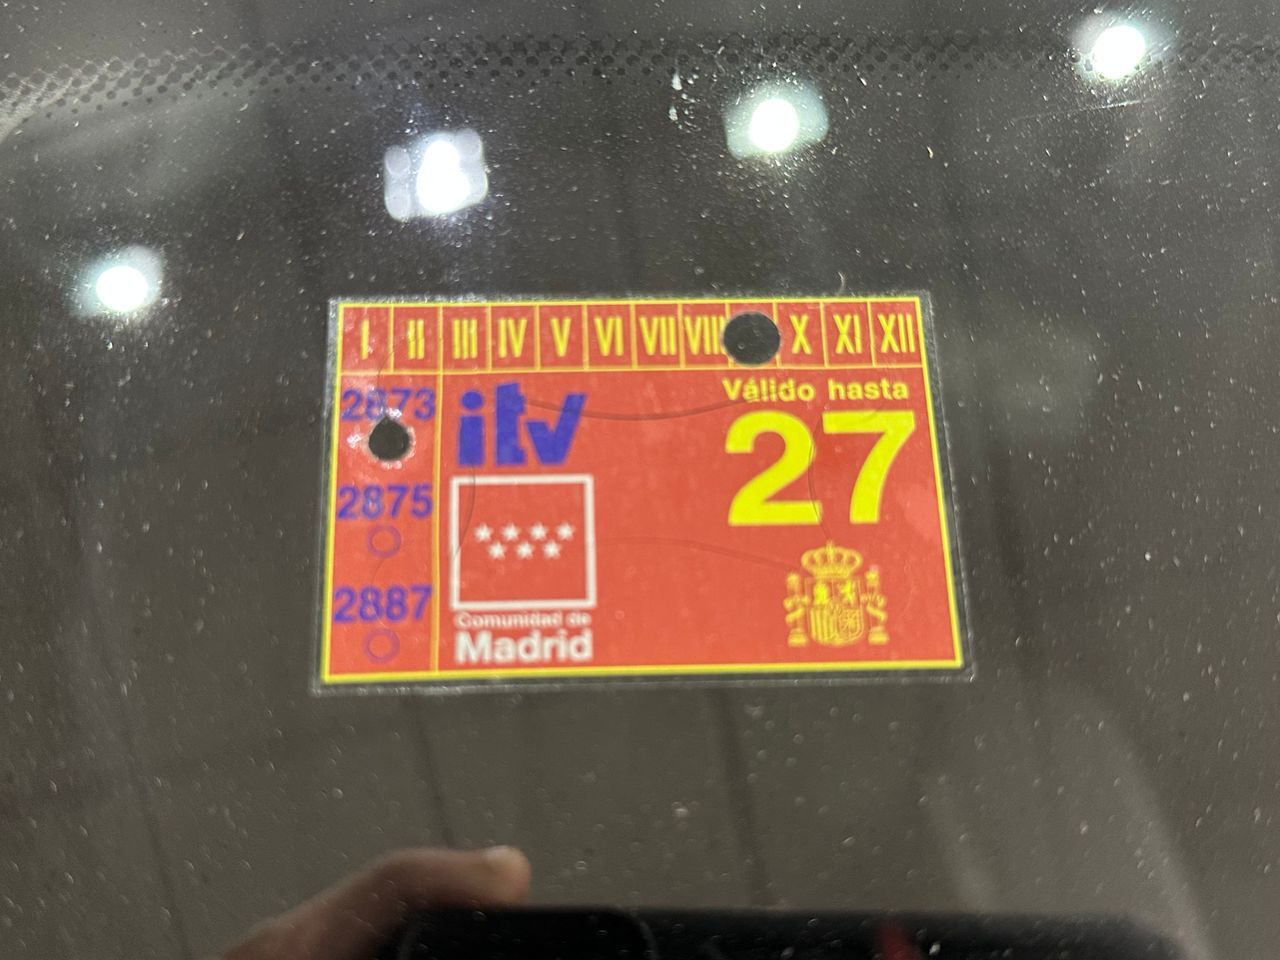 I II III IV V VI VII VIII X XI XII
2873
itv
Válido hasta
27
2875
2887
Comunidad de
Madrid